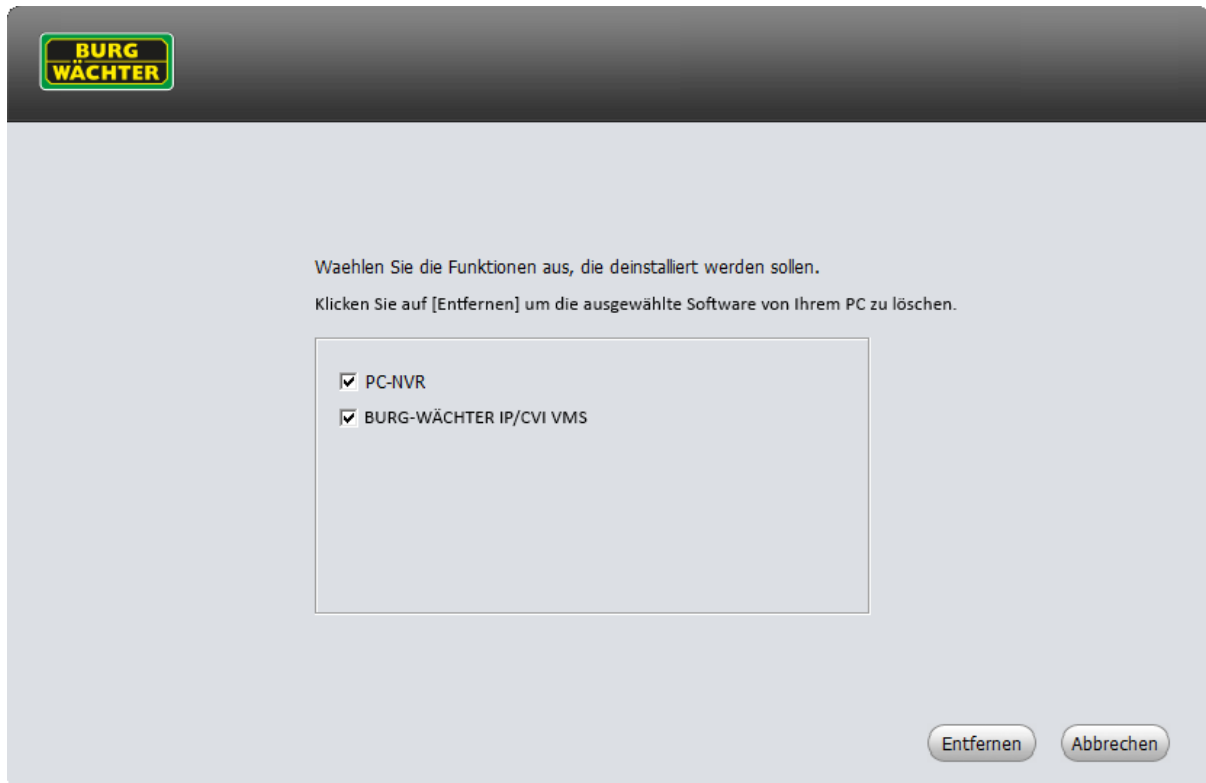 BURG
WÄCHTER
Waehlen Sie die Funktionen aus, die deinstalliert werden sollen.
Klicken Sie auf [Entfernen] um die ausgewählte Software von Ihrem PC zu löschen.
PC-NVR
BURG-WÄCHTER IP/CVI VMS
Entfernen
Abbrechen